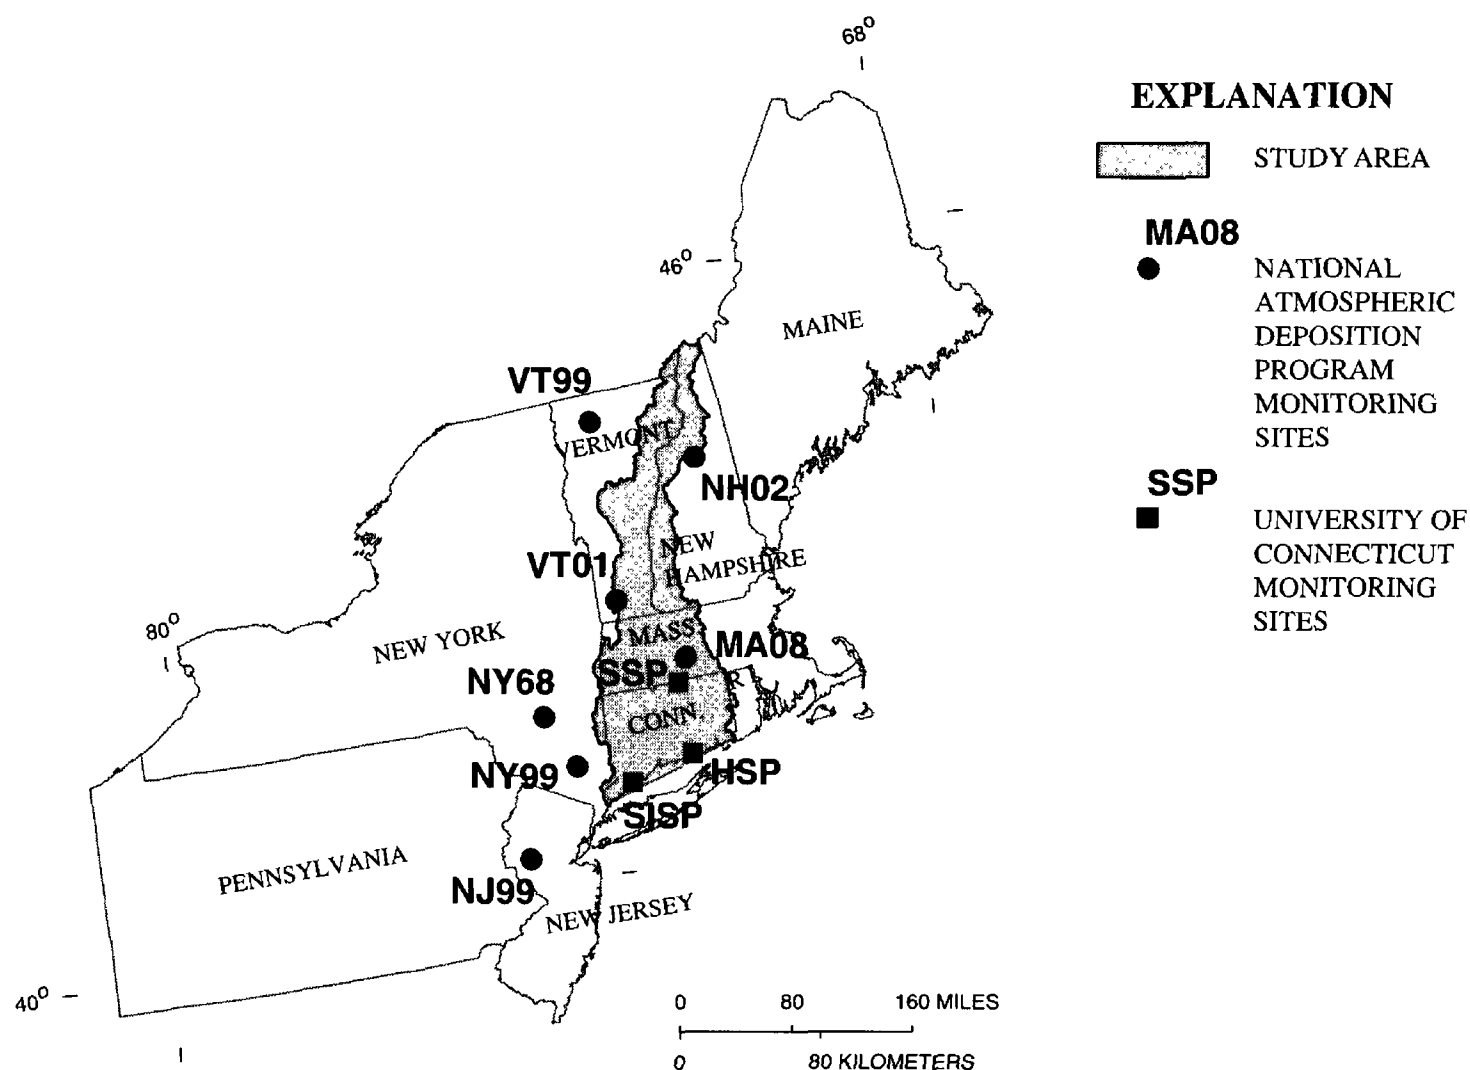 68°
EXPLANATION
STUDY AREA
MA08
NATIONAL
ATMOSPHERIC
DEPOSITION
PROGRAM
MONITORING
SITES
SSP
UNIVERSITY OF
CONNECTICUT
MONITORING
SITES
46°
MAINE
VT99
VERMONT
NH02
NEW
HAMPSHIRE
VT01
80°
NEW YORK
MASS
MA08
SSP
R
NY68
CONN.
NY99
HSP
SISP
PENNSYLVANIA
NJ99
NEW JERSEY
40°
0 80 160 MILES
0 80 KILOMETERS